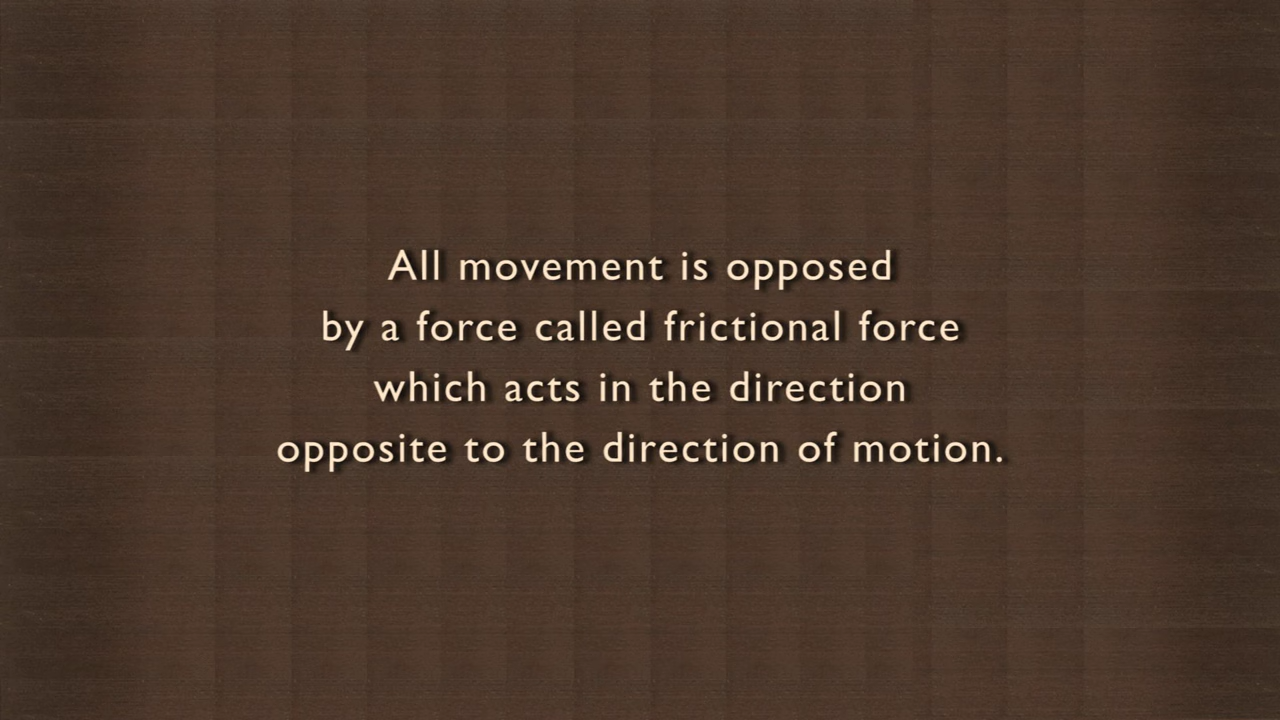 All movement is opposed
by a force called frictional force
which acts in the direction
opposite to the direction of motion.